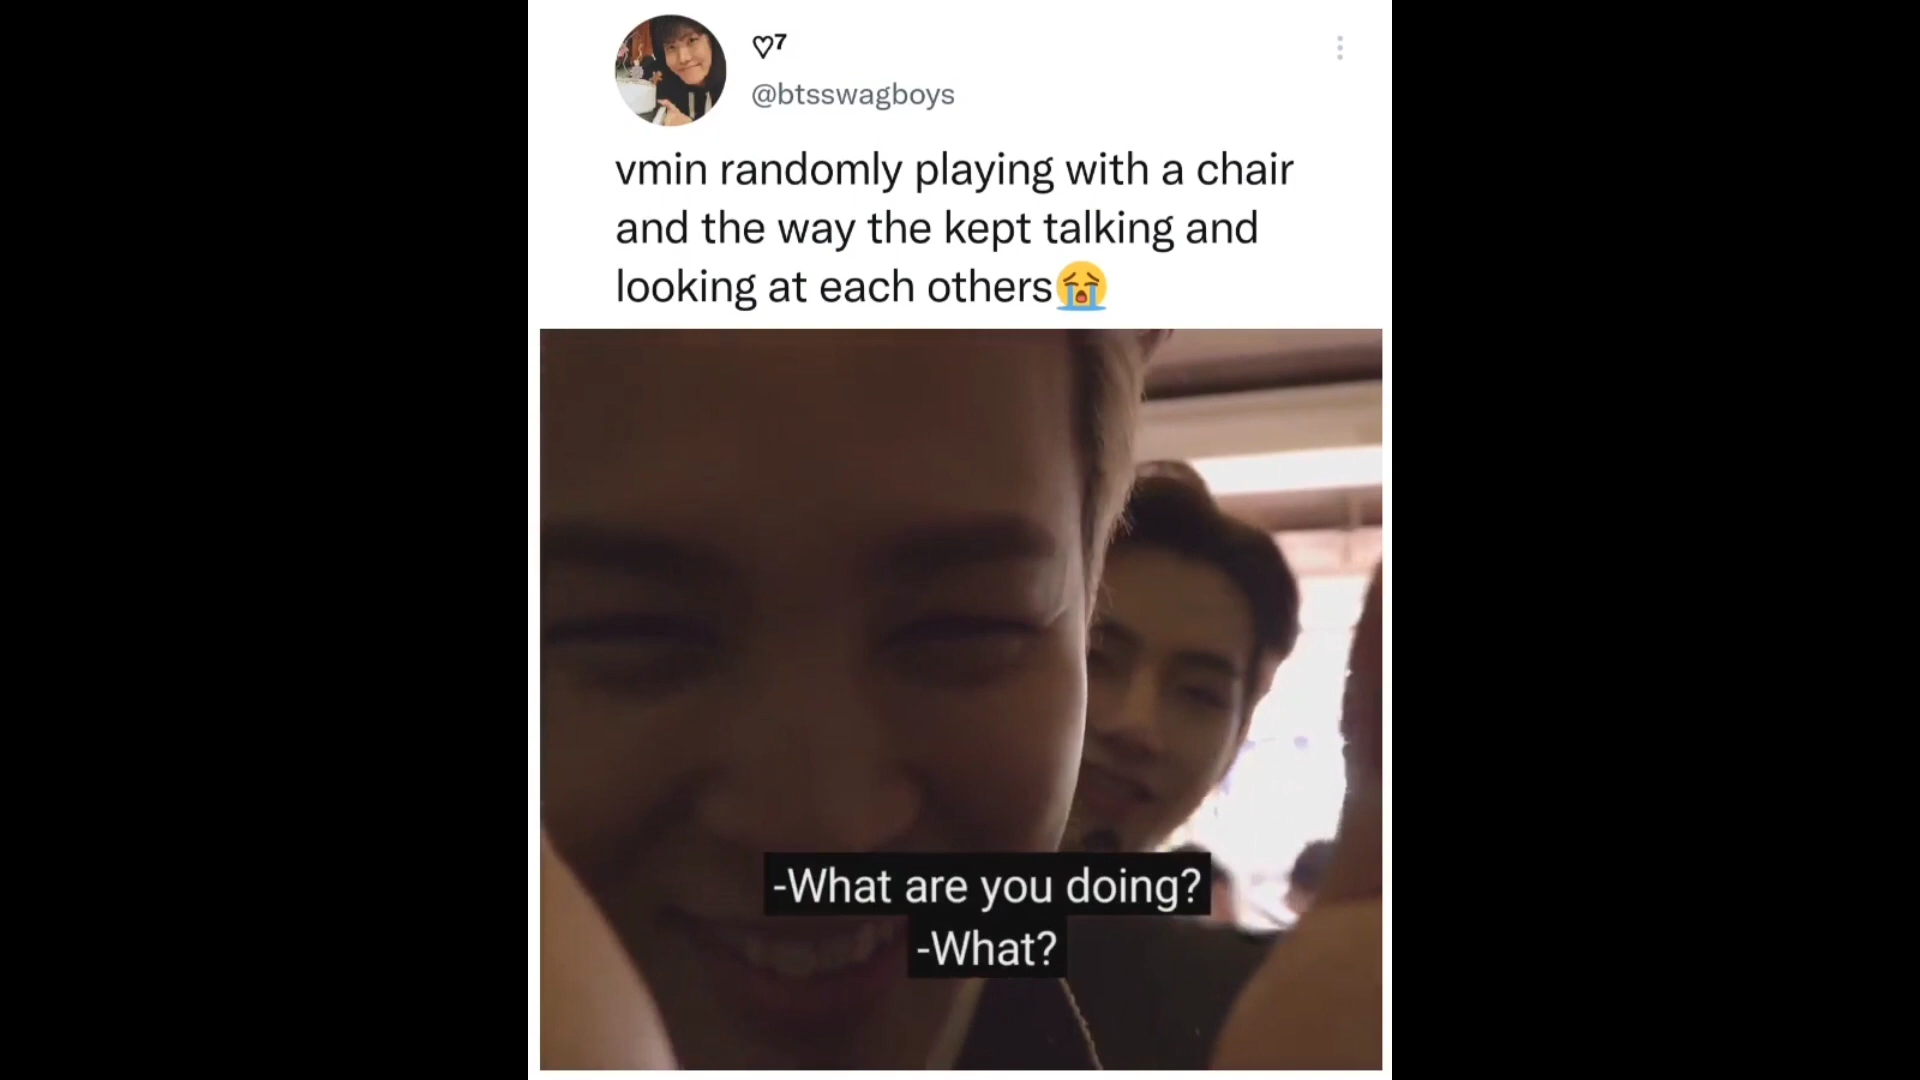 ♡7
@btsswagboys
vmin randomly playing with a chair
and the way the kept talking and
looking at each others😭
-What are you doing?
-What?